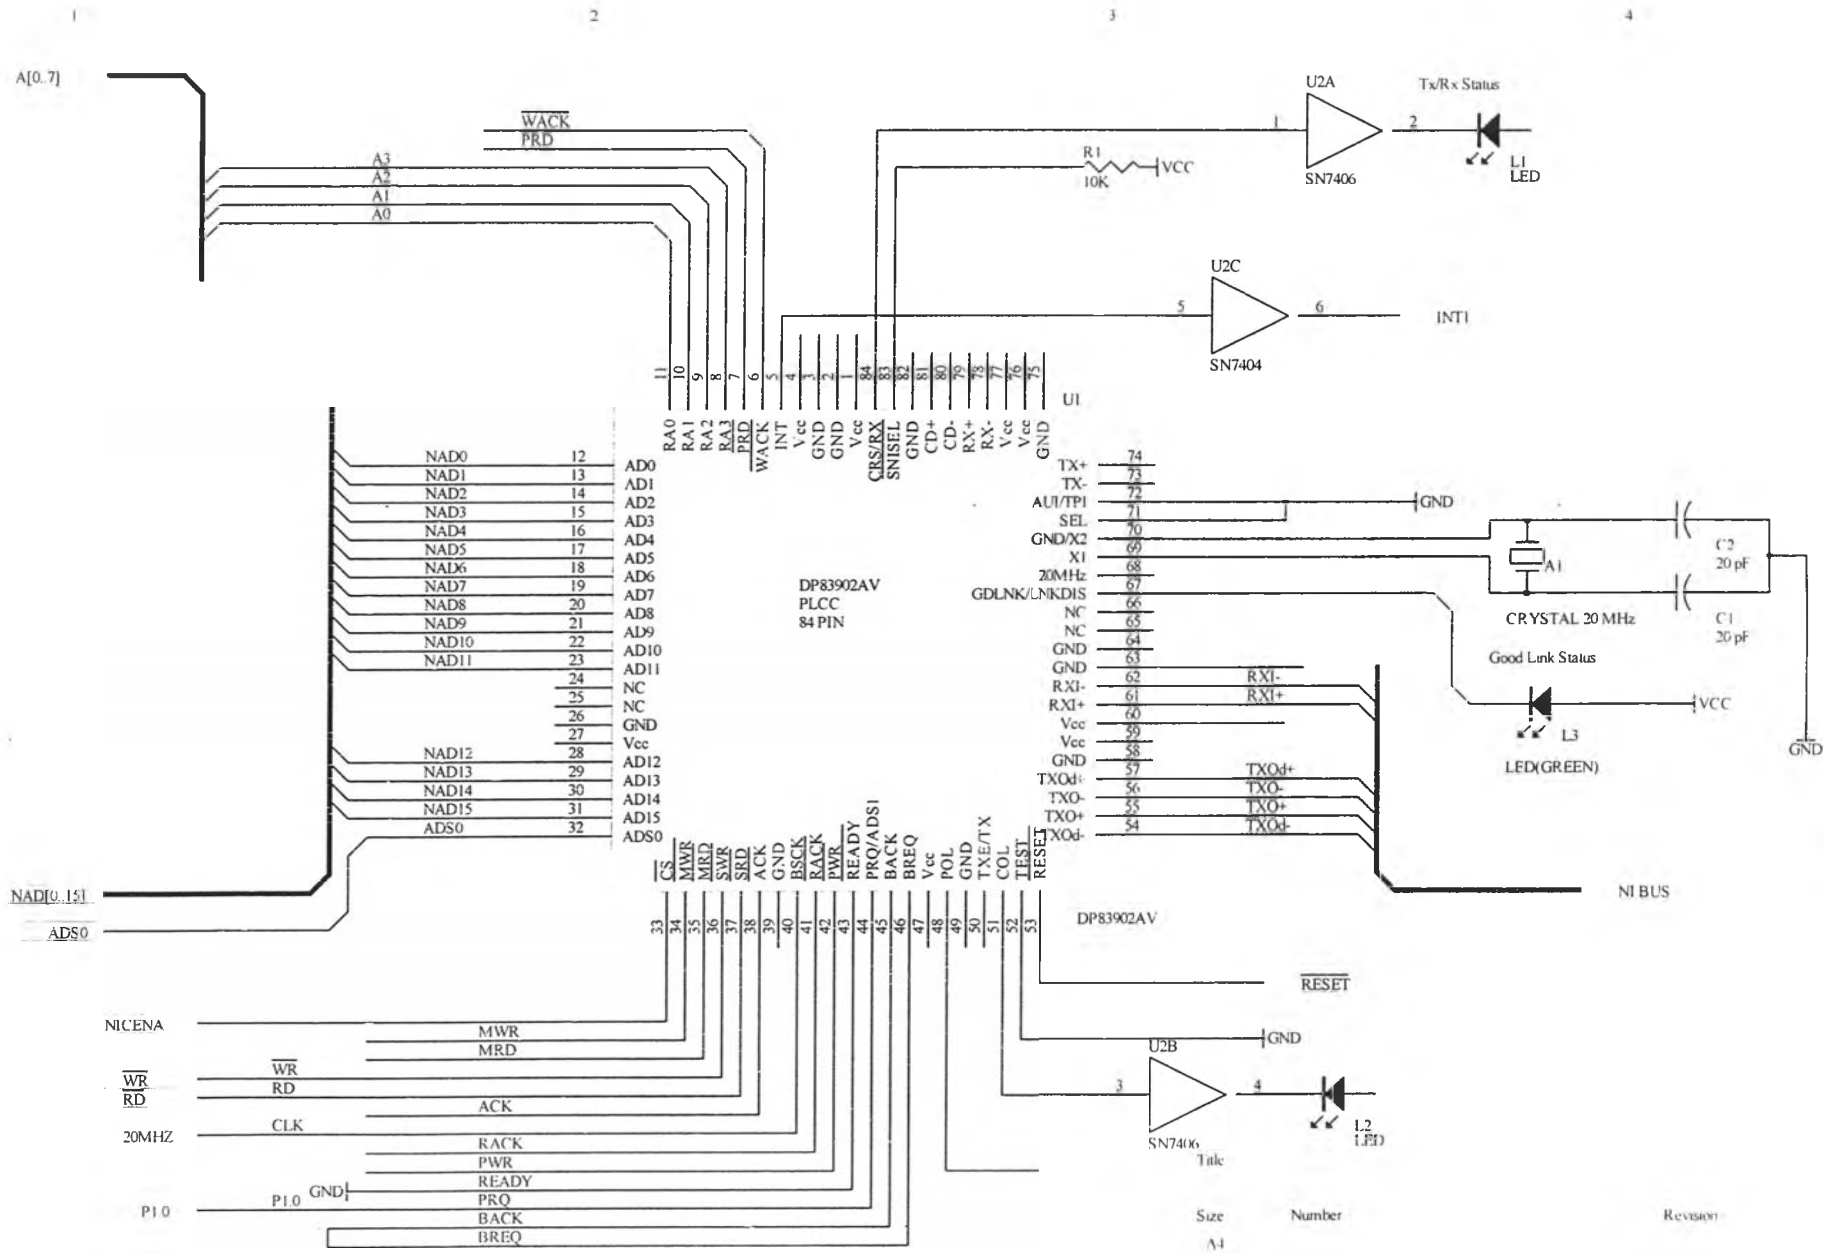 1 2 3 4
A[0..7]
U2A
Tx/Rx Status
WACK
PRD
1
2
SN7406
L1
LED
R1
10K
VCC
A3
A2
A1
A0
U2C
5
6
INT1
SN7404
11 10 9 8 7 6 5 4 3 2 1 84 83 82 81 80 79 78 77 76 75
U1
RA0 RA1 RA2 RA3 PRD WACK INT Vcc GND GND Vcc CRS/RX SNISEL GND CD+ CD- RX+ RX- Vcc Vcc GND
NAD0 12 AD0
NAD1 13 AD1
NAD2 14 AD2
NAD3 15 AD3
NAD4 16 AD4
NAD5 17 AD5
NAD6 18 AD6
NAD7 19 AD7
NAD8 20 AD8
NAD9 21 AD9
NAD10 22 AD10
NAD11 23 AD11
24 NC
25 NC
26 GND
27 Vcc
NAD12 28 AD12
NAD13 29 AD13
NAD14 30 AD14
NAD15 31 AD15
ADS0 32 ADS0
DP83902AV
PLCC
84 PIN
TX+ 74
TX- 73
AUI/TPI 72
GND
SEL 71
GND/X2 70
X1 69
20MHz 68
GDLNK/LNKDIS 67
NC 66
NC 65
GND 64
GND 63
RXI- 62 RXI-
RXI+ 61 RXI+
Vcc 60
Vcc 59
GND 58
TXOd+ 57 TXOd+
TXO- 56 TXO-
TXO+ 55 TXO+
TXOd- 54 TXOd-
C2
20 pF
A1
CRYSTAL 20 MHz
C1
20 pF
Good Link Status
VCC
L3
LED(GREEN)
GND
NI BUS
NAD[0..15]
ADS0
CS MWR MRD SWR SRD ACK GND BSCK RACK PWR READY PRQ/ADS1 BACK BREQ Vcc POL GND TXE/TX COL TEST RESET
33 34 35 36 37 38 39 40 41 42 43 44 45 46 47 48 49 50 51 52 53
DP83902AV
RESET
GND
NICENA
MWR
MRD
WR WR
RD RD
ACK
20MHZ CLK
RACK
PWR
GND READY
P1.0 P1.0 PRQ
BACK
BREQ
U2B
3
4
SN7406
L2
LED
Title
Size Number Revision
A4